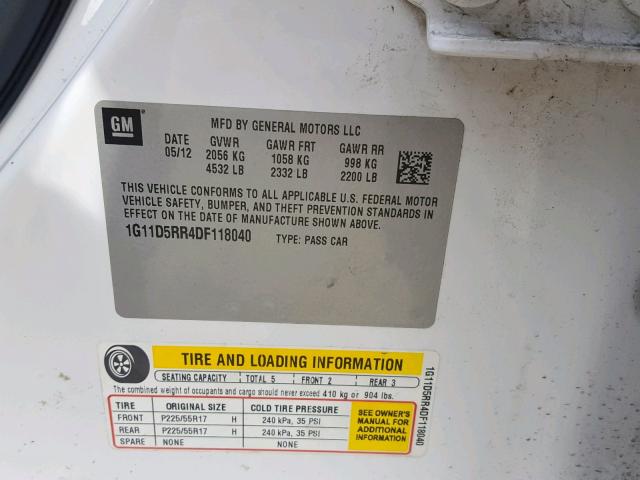 GM
MFD BY GENERAL MOTORS LLC
DATE GVWR GAWR FRT GAWR RR
05/12 2056 KG 1058 KG 998 KG
4532 LB 2332 LB 2200 LB
THIS VEHICLE CONFORMS TO ALL APPLICABLE U.S. FEDERAL MOTOR
VEHICLE SAFETY, BUMPER, AND THEFT PREVENTION STANDARDS IN
EFFECT ON THE DATE OF MANUFACTURE SHOWN ABOVE.
1G11D5RR4DF118040 TYPE: PASS CAR
TIRE AND LOADING INFORMATION
SEATING CAPACITY TOTAL 5 FRONT 2 REAR 3
The combined weight of occupants and cargo should never exceed 410 kg or 904 lbs.
TIRE ORIGINAL SIZE COLD TIRE PRESSURE
FRONT P225/55R17 H 240 kPa, 35 PSI
REAR P225/55R17 H 240 kPa, 35 PSI
SPARE NONE NONE
SEE OWNER'S
MANUAL FOR
ADDITIONAL
INFORMATION
1G11D5RR4DF118040